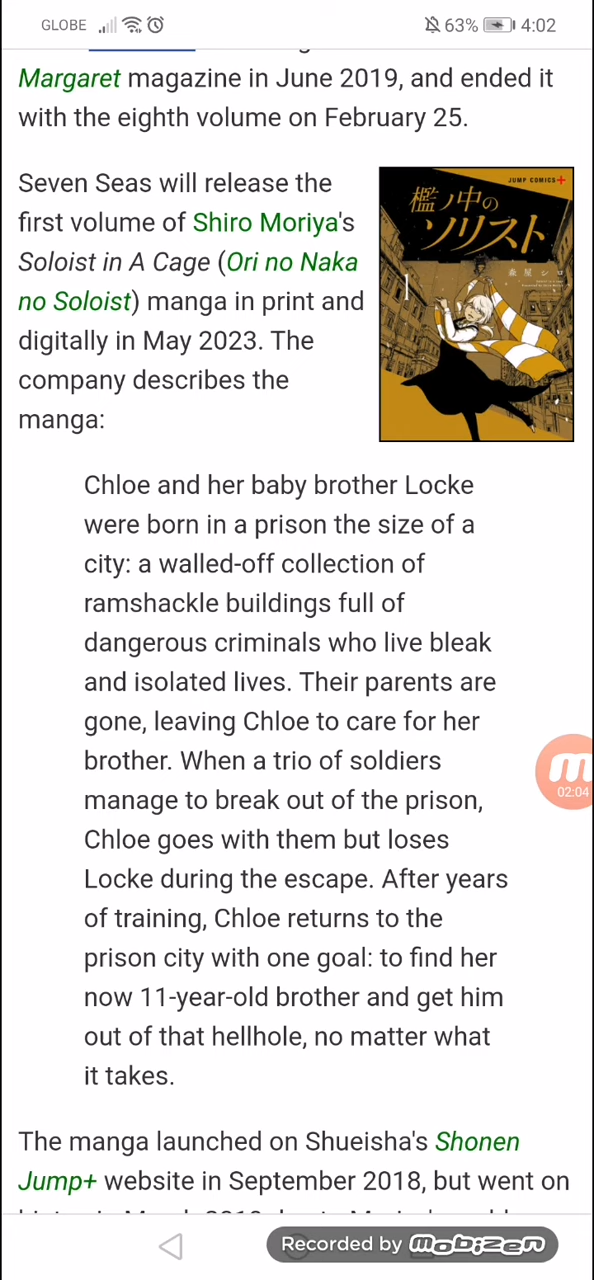 GLOBE 63% 4:02
Margaret magazine in June 2019, and ended it
with the eighth volume on February 25.
Seven Seas will release the
first volume of Shiro Moriya's
Soloist in A Cage (Ori no Naka
no Soloist) manga in print and
digitally in May 2023. The
company describes the
manga:
JUMP COMICS+
檻ノ中の
ソリスト
森屋シロ
1
Chloe and her baby brother Locke
were born in a prison the size of a
city: a walled-off collection of
ramshackle buildings full of
dangerous criminals who live bleak
and isolated lives. Their parents are
gone, leaving Chloe to care for her
brother. When a trio of soldiers
manage to break out of the prison,
Chloe goes with them but loses
Locke during the escape. After years
of training, Chloe returns to the
prison city with one goal: to find her
now 11-year-old brother and get him
out of that hellhole, no matter what
it takes.
m
02:04
The manga launched on Shueisha's Shonen
Jump+ website in September 2018, but went on
Recorded by mobizen